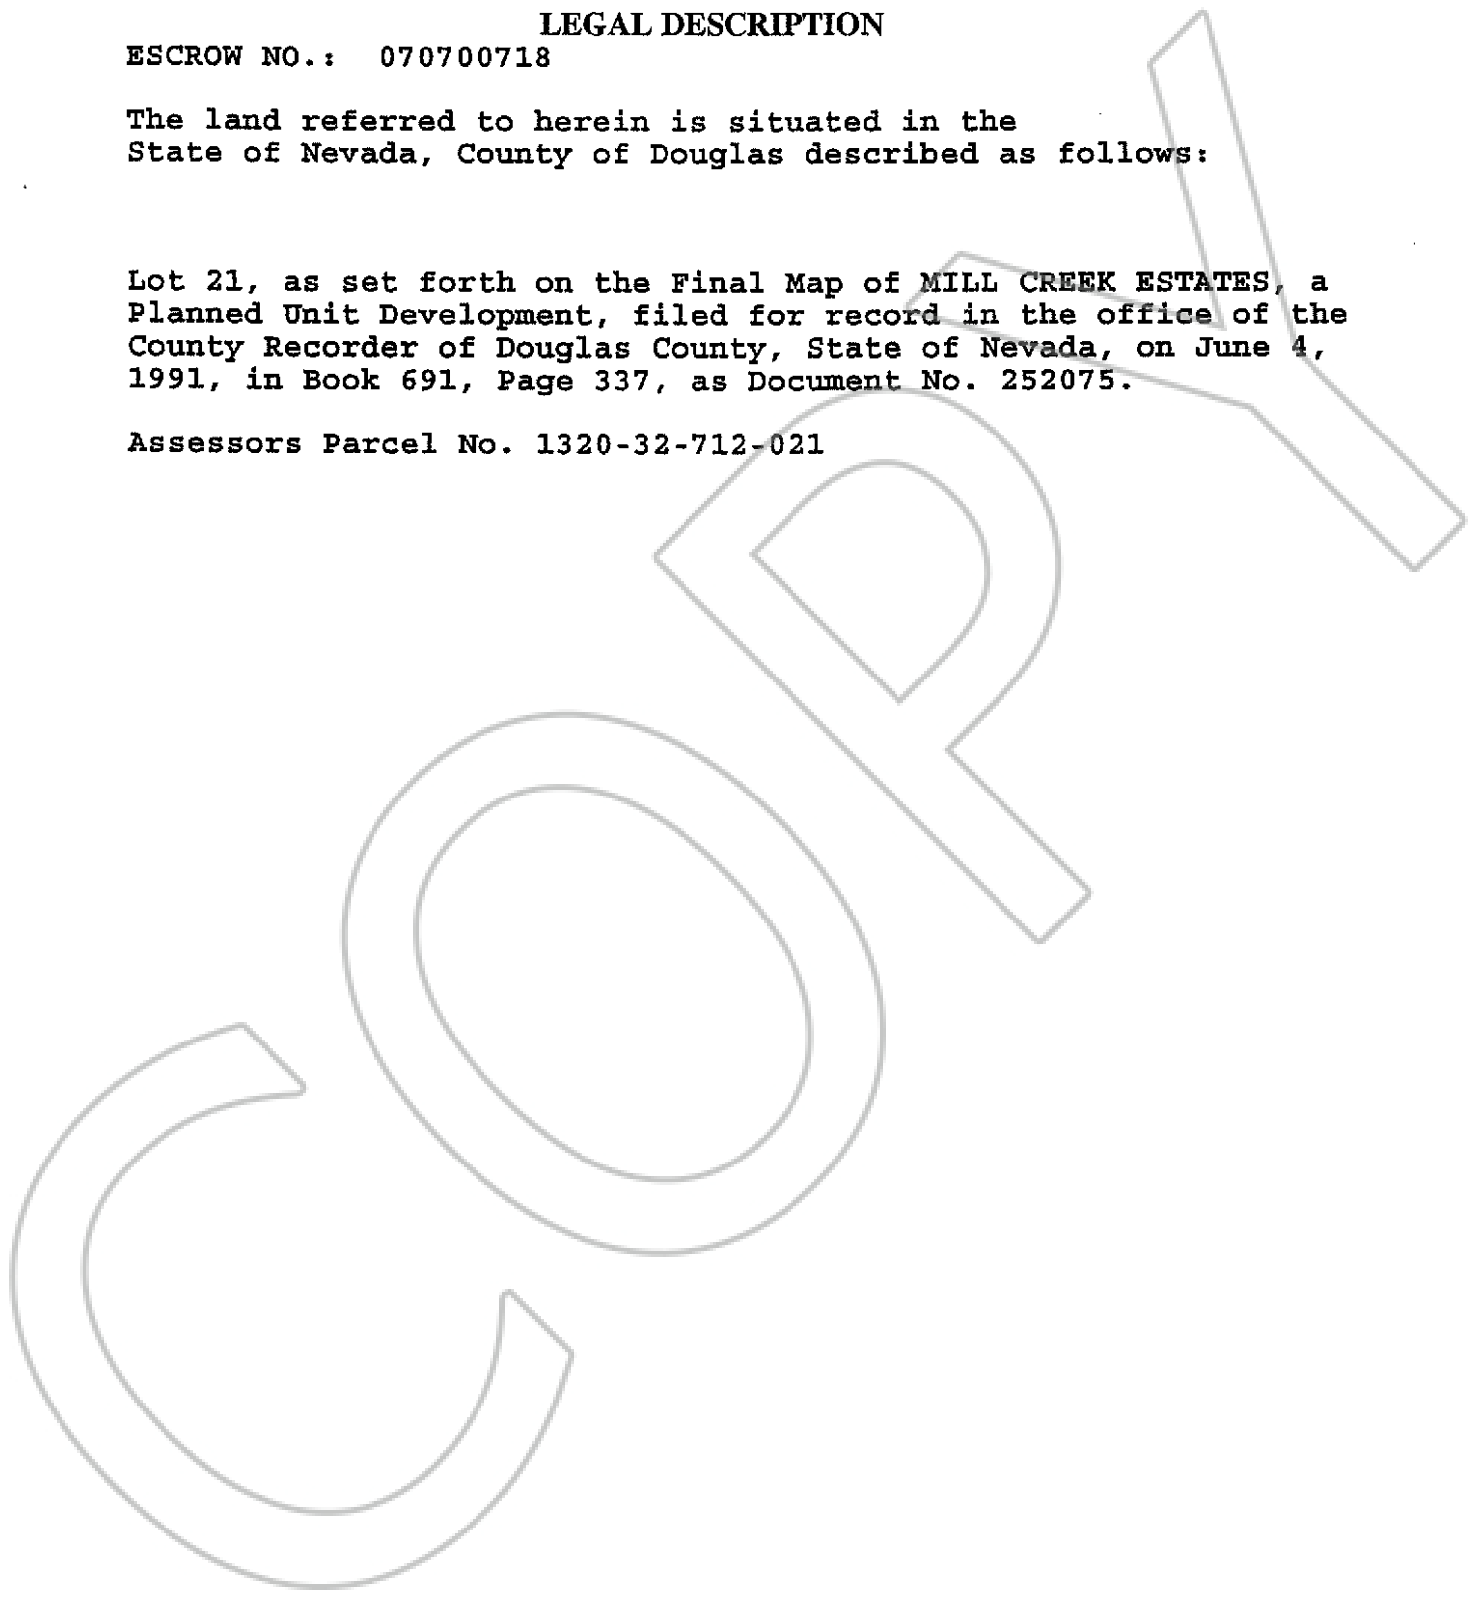 LEGAL DESCRIPTION
ESCROW NO.: 070700718
The land referred to herein is situated in the
State of Nevada, County of Douglas described as follows:
Lot 21, as set forth on the Final Map of MILL CREEK ESTATES, a
Planned Unit Development, filed for record in the office of the
County Recorder of Douglas County, State of Nevada, on June 4,
1991, in Book 691, Page 337, as Document No. 252075.
Assessors Parcel No. 1320-32-712-021
COPY